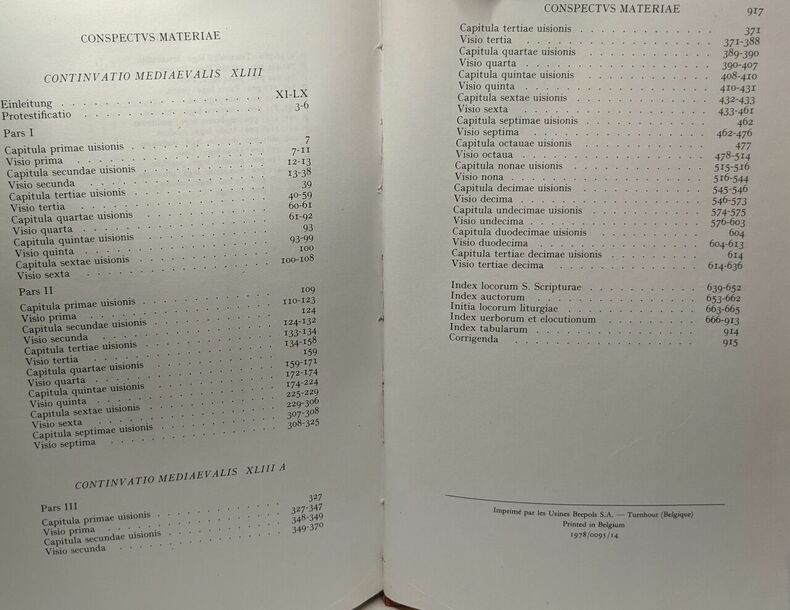 CONSPECTVS MATERIAE
CONTINVATIO MEDIAEVALIS XLIII
Einleitung . . . . . . . . . . . . . . . . XI-LX
Protestificatio . . . . . . . . . . . . . . . . 3-6
Pars I
Capitula primae uisionis . . . . . . . . . . . . 7
Visio prima . . . . . . . . . . . . . . . . 7-11
Capitula secundae uisionis . . . . . . . . . . . . 12-13
Visio secunda . . . . . . . . . . . . . . . . 13-38
Capitula tertiae uisionis . . . . . . . . . . . . 39
Visio tertia . . . . . . . . . . . . . . . . 40-59
Capitula quartae uisionis . . . . . . . . . . . . 60-61
Visio quarta . . . . . . . . . . . . . . . . 61-92
Capitula quintae uisionis . . . . . . . . . . . . 93
Visio quinta . . . . . . . . . . . . . . . . 93-99
Capitula sextae uisionis . . . . . . . . . . . . 100
Visio sexta . . . . . . . . . . . . . . . . 100-108
Pars II
Capitula primae uisionis . . . . . . . . . . . . 109
Visio prima . . . . . . . . . . . . . . . . 110-123
Capitula secundae uisionis . . . . . . . . . . . . 124
Visio secunda . . . . . . . . . . . . . . . . 124-132
Capitula tertiae uisionis . . . . . . . . . . . . 133-134
Visio tertia . . . . . . . . . . . . . . . . 134-158
Capitula quartae uisionis . . . . . . . . . . . . 159
Visio quarta . . . . . . . . . . . . . . . . 159-171
Capitula quintae uisionis . . . . . . . . . . . . 172-174
Visio quinta . . . . . . . . . . . . . . . . 174-224
Capitula sextae uisionis . . . . . . . . . . . . 225-229
Visio sexta . . . . . . . . . . . . . . . . 229-306
Capitula septimae uisionis . . . . . . . . . . . . 307-308
Visio septima . . . . . . . . . . . . . . . . 308-325
CONTINVATIO MEDIAEVALIS XLIII A
Pars III
Capitula primae uisionis . . . . . . . . . . . . 327
Visio prima . . . . . . . . . . . . . . . . 327-347
Capitula secundae uisionis . . . . . . . . . . . . 348-349
Visio secunda . . . . . . . . . . . . . . . . 349-370
CONSPECTVS MATERIAE 917
Capitula tertiae uisionis . . . . . . . . . . . . 371
Visio tertia . . . . . . . . . . . . . . . . 371-388
Capitula quartae uisionis . . . . . . . . . . . . 389-390
Visio quarta . . . . . . . . . . . . . . . . 390-407
Capitula quintae uisionis . . . . . . . . . . . . 408-410
Visio quinta . . . . . . . . . . . . . . . . 410-431
Capitula sextae uisionis . . . . . . . . . . . . 432-433
Visio sexta . . . . . . . . . . . . . . . . 433-461
Capitula septimae uisionis . . . . . . . . . . . . 462
Visio septima . . . . . . . . . . . . . . . . 462-476
Capitula octauae uisionis . . . . . . . . . . . . 477
Visio octaua . . . . . . . . . . . . . . . . 478-514
Capitula nonae uisionis . . . . . . . . . . . . 515-516
Visio nona . . . . . . . . . . . . . . . . 516-544
Capitula decimae uisionis . . . . . . . . . . . . 545-546
Visio decima . . . . . . . . . . . . . . . . 546-573
Capitula undecimae uisionis . . . . . . . . . . . . 574-575
Visio undecima . . . . . . . . . . . . . . . . 576-603
Capitula duodecimae uisionis . . . . . . . . . . . . 604
Visio duodecima . . . . . . . . . . . . . . . . 604-613
Capitula tertiae decimae uisionis . . . . . . . . . . 614
Visio tertiae decima . . . . . . . . . . . . . . 614-636
Index locorum S. Scripturae . . . . . . . . . . . . 639-652
Index auctorum . . . . . . . . . . . . . . . . 653-662
Initia locorum liturgiae . . . . . . . . . . . . 663-665
Index uerborum et elocutionum . . . . . . . . . . 666-913
Index tabularum . . . . . . . . . . . . . . . . 914
Corrigenda . . . . . . . . . . . . . . . . 915
Imprimé par les Usines Brepols S.A. — Turnhout (Belgique)
Printed in Belgium
1978/0095/14